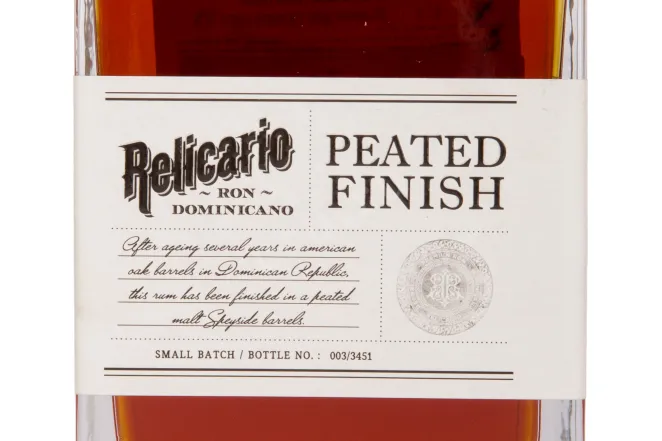 Relicario
~ RON ~
DOMINICANO
PEATED
FINISH
After ageing several years in american
oak barrels in Dominican Republic,
this rum has been finished in a peated
malt Speyside barrels.
SMALL BATCH / BOTTLE NO. : 003/3451